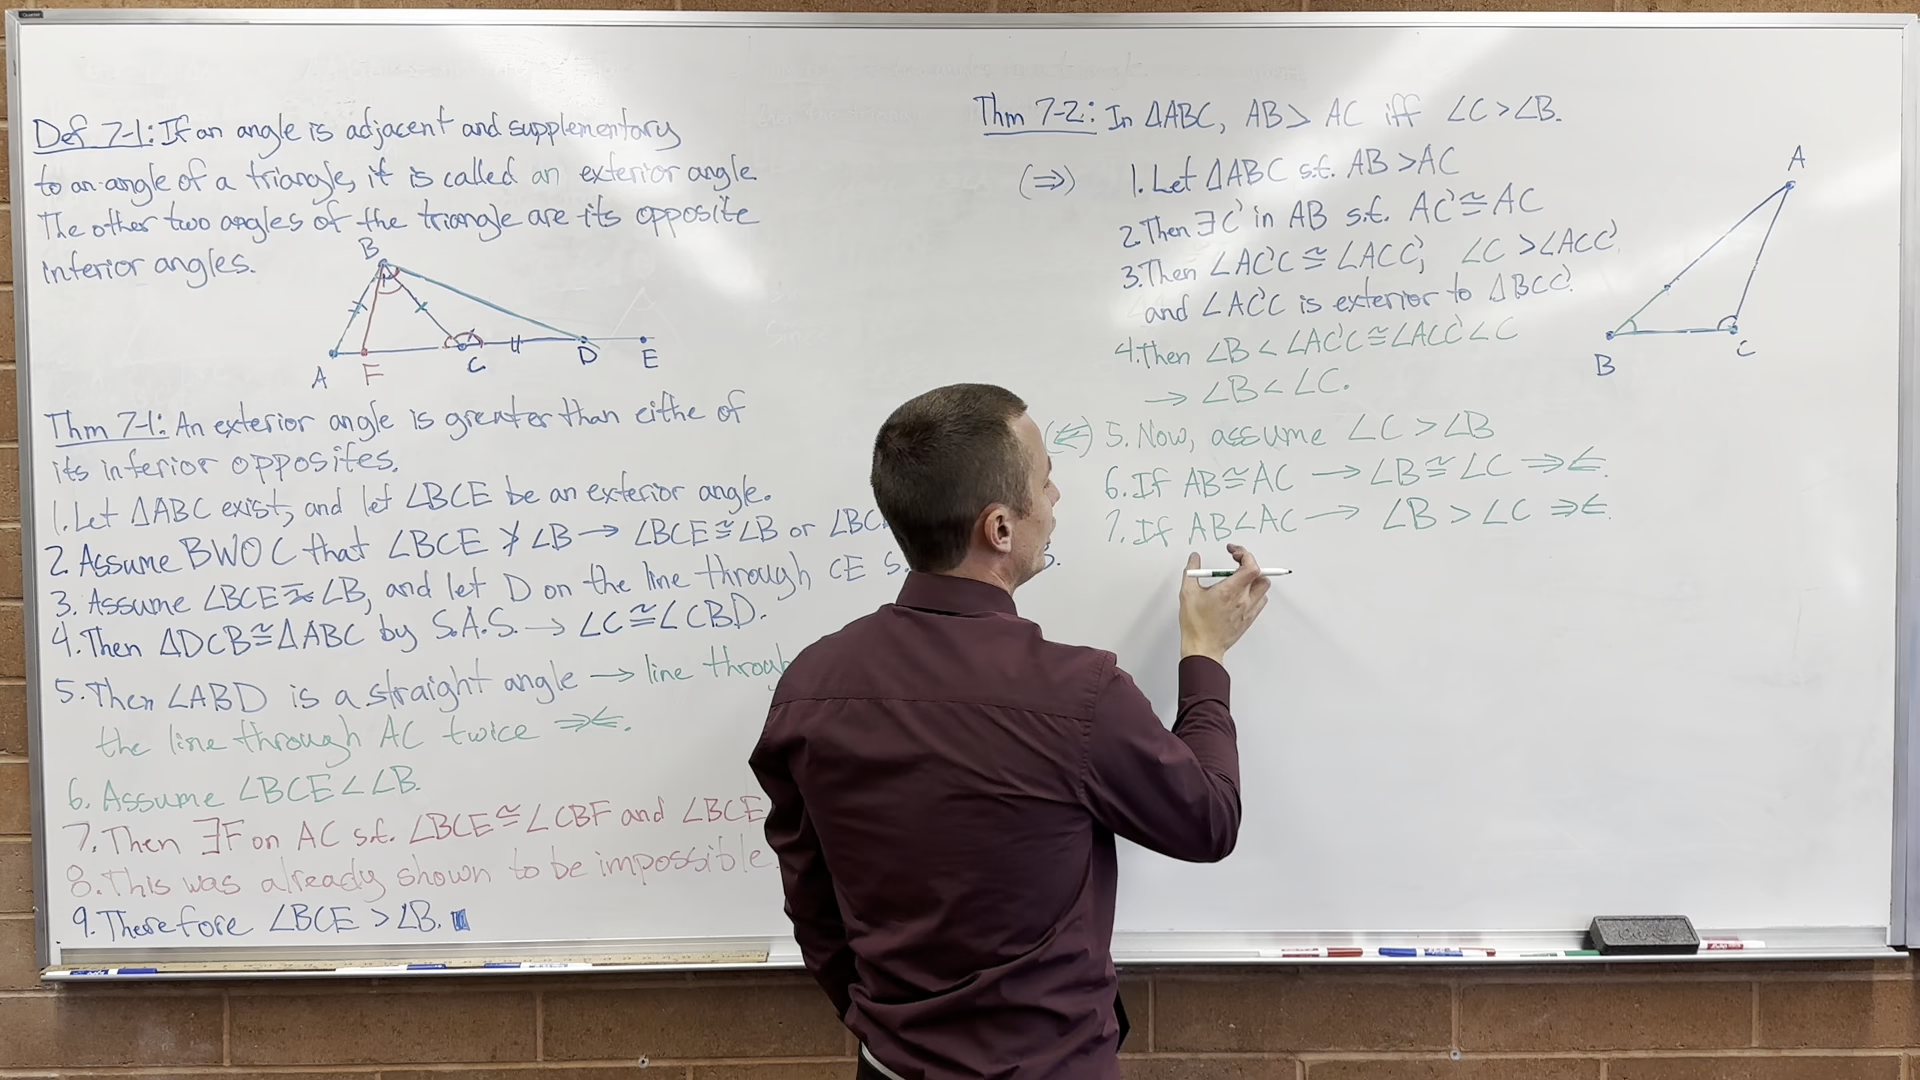 Def 7-1: If an angle is adjacent and supplementary
to an angle of a triangle, it is called an exterior angle.
The other two angles of the triangle are its opposite
interior angles.
B
A F C D E
Thm 7-1: An exterior angle is greater than eithe of
its interior opposites.
1. Let ΔABC exist, and let ∠BCE be an exterior angle.
2. Assume BWOC that ∠BCE ≯ ∠B → ∠BCE ≅ ∠B or
3. Assume ∠BCE ≅ ∠B, and let D on the line through CE
4. Then ΔDCB ≅ ΔABC by S.A.S. → ∠C ≅ ∠CBD.
5. Then ∠ABD is a straight angle → line
the line through AC twice ⇒⇐.
6. Assume ∠BCE < ∠B.
7. Then ∃F on AC s.t. ∠BCE ≅ ∠CBF and ∠BCE
8. This was already shown to be impossible.
9. Therefore ∠BCE > ∠B.
Thm 7-2: In ΔABC, AB > AC iff ∠C > ∠B.
(⇒) 1. Let ΔABC s.t. AB > AC
2. Then ∃C' in AB s.t. AC' ≅ AC
3. Then ∠AC'C ≅ ∠ACC', ∠C > ∠ACC'
and ∠AC'C is exterior to ΔBCC'.
4. Then ∠B < ∠AC'C ≅ ∠ACC' < ∠C
→ ∠B < ∠C.
(⇐) 5. Now, assume ∠C > ∠B
6. If AB ≅ AC → ∠B ≅ ∠C ⇒⇐.
7. If AB < AC → ∠B > ∠C ⇒⇐.
A
B C